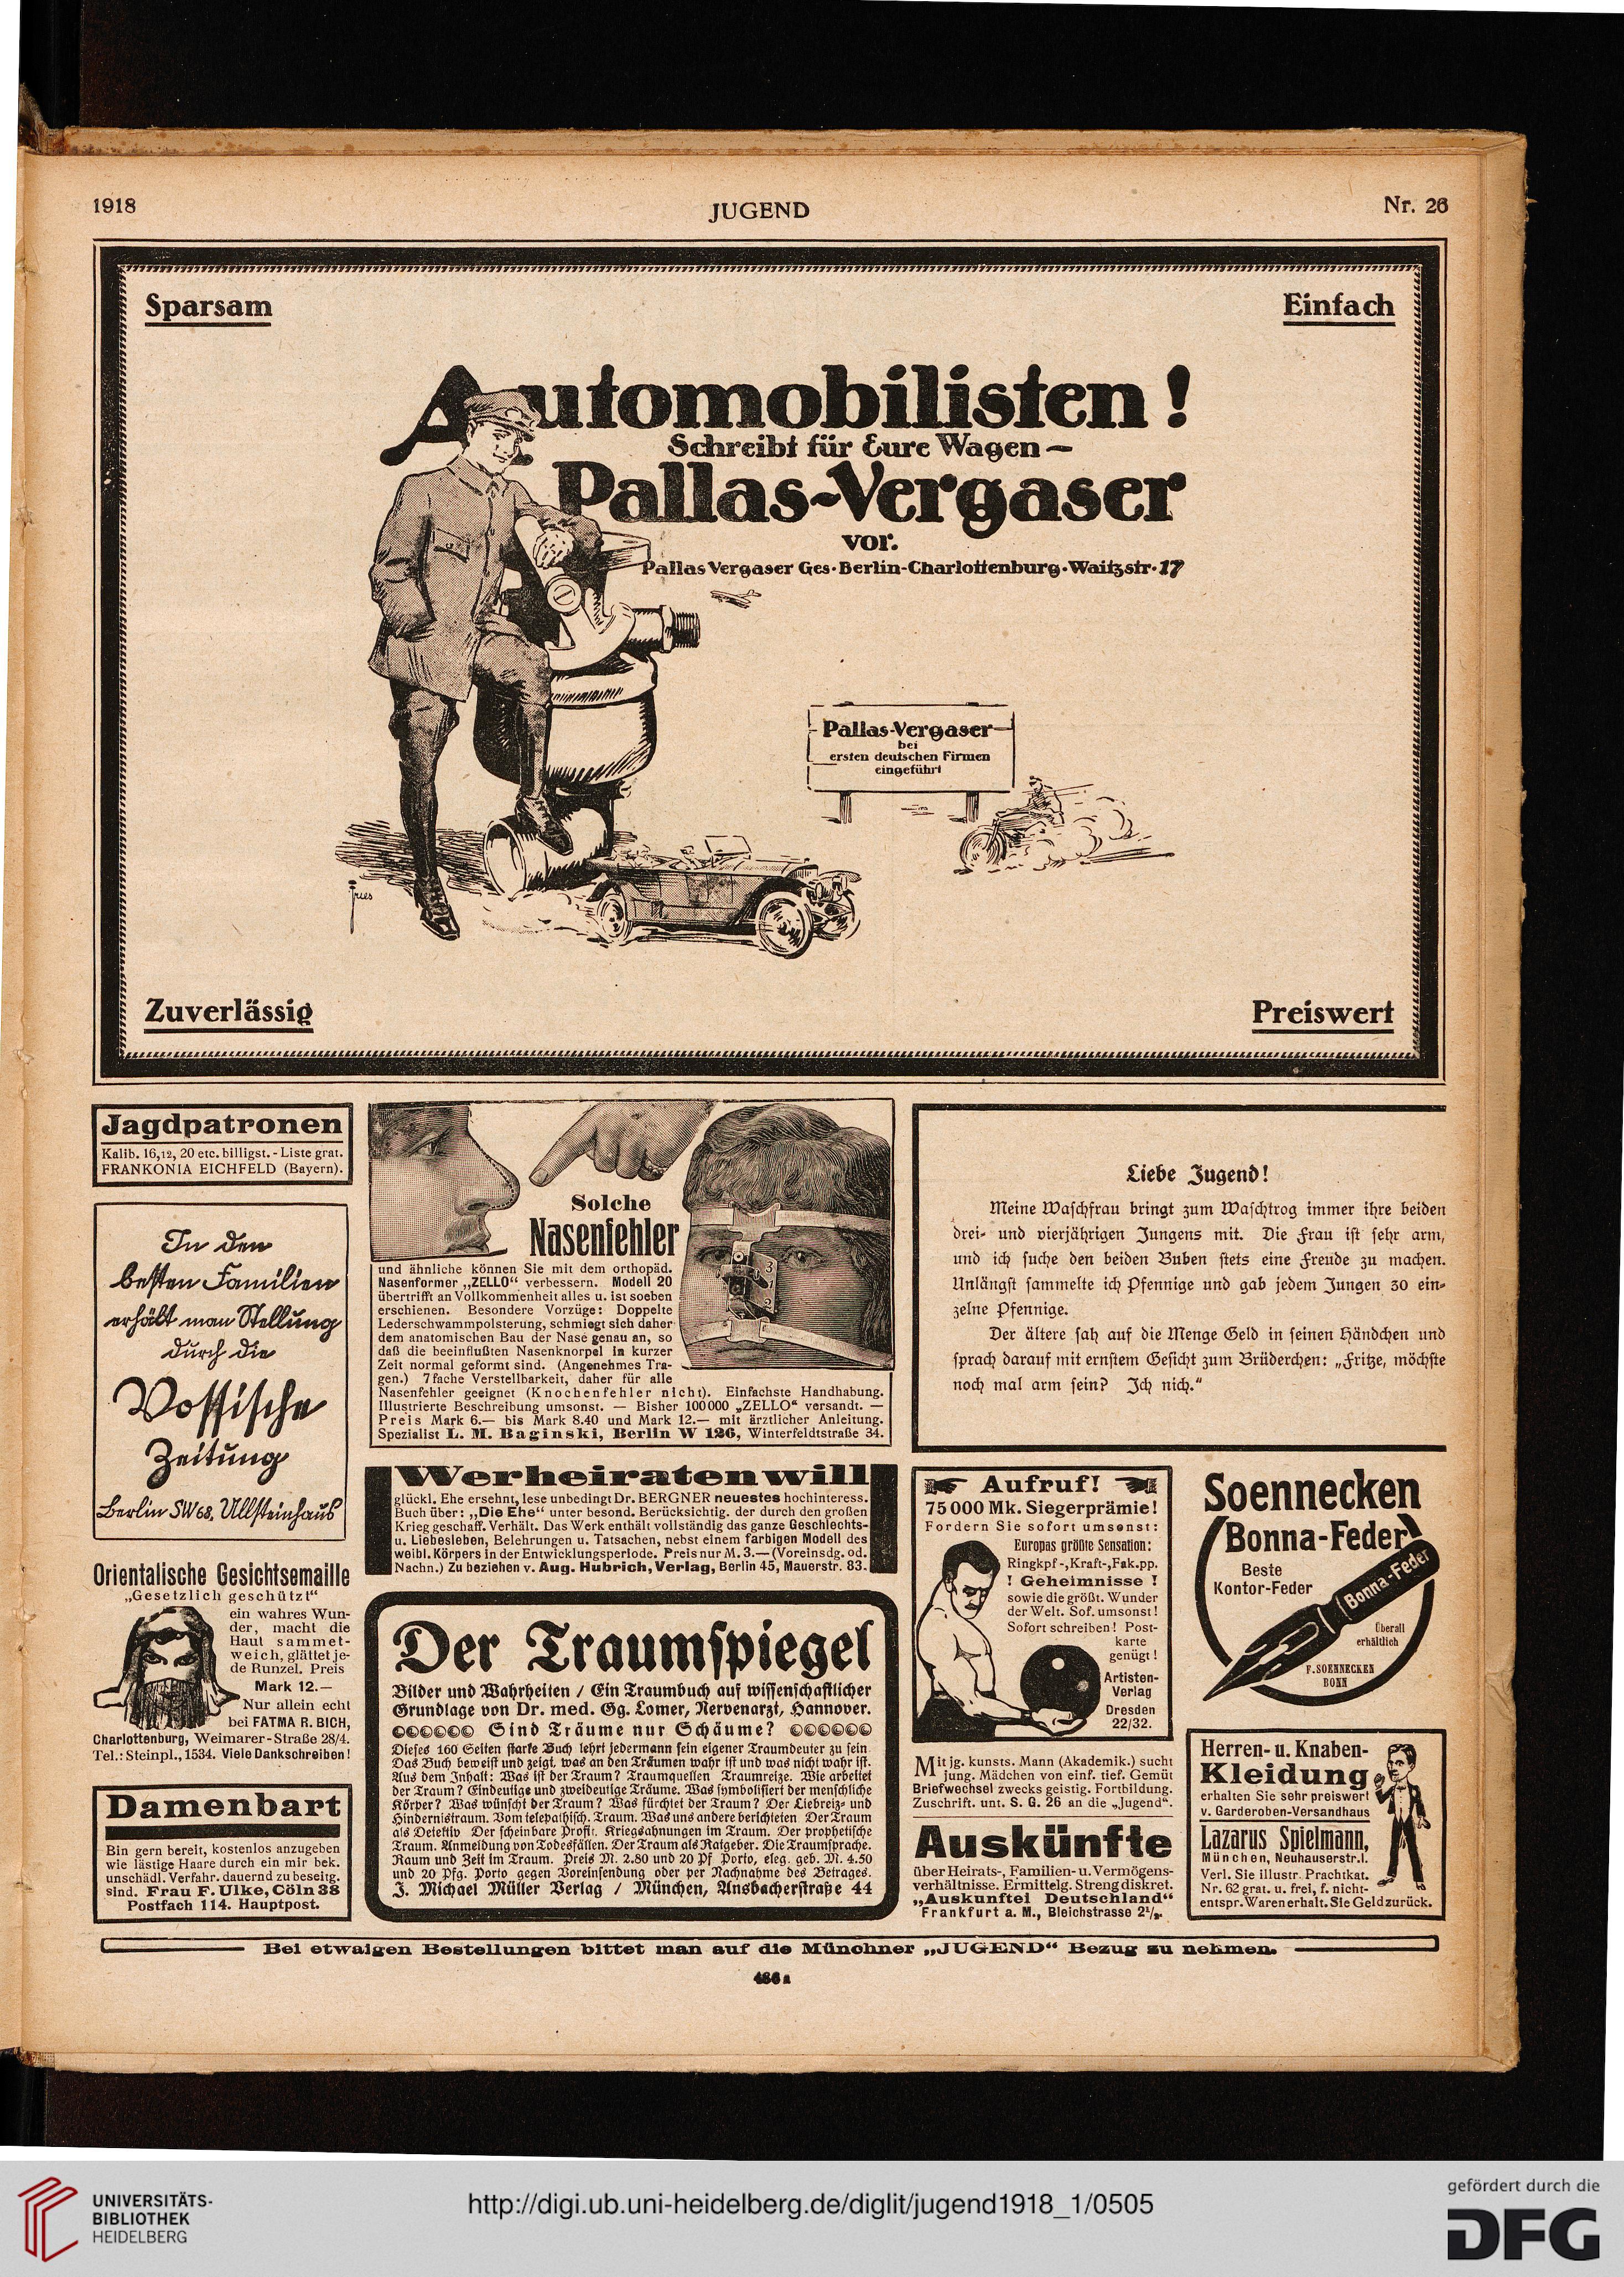 1918
JUGEND
Nr. 26
Sparsam
Einfach
Automobilisten!
Schreibt für Eure Wagen —
Pallas-Vergaser
vor.
Pallas Vergaser Ges. Berlin-Charlottenburg. Waitzstr. 17
Pallas-Vergaser
bei
ersten deutschen Firmen
eingeführt
Fries
Zuverlässig
Preiswert
Jagdpatronen
Kalib. 16, 12, 20 etc. billigst. - Liste grat.
FRANKONIA EICHFELD (Bayern).
In den
besten Familien
erhält man Stellung
durch die
Vossische
Zeitung
Berlin SW68, Ullsteinhaus
Orientalische Gesichtsemaille
„Gesetzlich geschützt“
ein wahres Wun-
der, macht die
Haut sammet-
weich, glättet je-
de Runzel. Preis
Mark 12.—
Nur allein echt
bei FATMA R. BICH,
Charlottenburg, Weimarer-Straße 28/4.
Tel.: Steinpl., 1534. Viele Dankschreiben!
Damenbart
Bin gern bereit, kostenlos anzugeben
wie lästige Haare durch ein mir bek.
unschädl. Verfahr. dauernd zu beseitg.
sind. Frau F. Ulke, Cöln 38
Postfach 114. Hauptpost.
Solche
Nasenfehler
und ähnliche können Sie mit dem orthopäd.
Nasenformer „ZELLO“ verbessern. Modell 20
übertrifft an Vollkommenheit alles u. ist soeben
erschienen. Besondere Vorzüge: Doppelte
Lederschwammpolsterung, schmiegt sich daher
dem anatomischen Bau der Nase genau an, so
daß die beeinflußten Nasenknorpel in kurzer
Zeit normal geformt sind. (Angenehmes Tra-
gen.) 7fache Verstellbarkeit, daher für alle
Nasenfehler geeignet (Knochenfehler nicht). Einfachste Handhabung.
Illustrierte Beschreibung umsonst. — Bisher 100000 „ZELLO“ versandt. —
Preis Mark 6.— bis Mark 8.40 und Mark 12.— mit ärztlicher Anleitung.
Spezialist L. M. Baginski, Berlin W 126, Winterfeldtstraße 34.
3
1
2
Wer heiraten will
glückl. Ehe ersehnt, lese unbedingt Dr. BERGNER neuestes hochinteress.
Buch über: „Die Ehe“ unter besond. Berücksichtig. der durch den großen
Krieg geschaff. Verhält. Das Werk enthält vollständig das ganze Geschlechts-
u. Liebesleben, Belehrungen u. Tatsachen, nebst einem farbigen Modell des
weibl. Körpers in der Entwicklungsperiode. Preis nur M. 3.— (Voreinsdg. od.
Nachn.) Zu beziehen v. Aug. Hubrich, Verlag, Berlin 45, Mauerstr. 83.
Der Traumspiegel
Bilder und Wahrheiten / Ein Traumbuch auf wissenschaftlicher
Grundlage von Dr. med. Gg. Lomer, Nervenarzt, Hannover.
Sind Träume nur Schäume?
Dieses 160 Seiten starke Buch lehrt jedermann sein eigener Traumdeuter zu sein.
Das Buch beweist und zeigt, was an den Träumen wahr ist und was nicht wahr ist.
Aus dem Inhalt: Was ist der Traum? Traumquellen Traumreize. Wie arbeitet
der Traum? Eindeutige und zweideutige Träume. Was symbolisiert der menschliche
Körper? Was wünscht der Traum? Was fürchtet der Traum? Der Liebreiz- und
Hindernistraum. Vom telepathisch. Traum. Was uns andere berichteten. Der Traum
als Detektiv Der scheinbare Profit. Kriegsahnungen im Traum. Der prophetische
Traum. Anmeldung von Todesfällen. Der Traum als Ratgeber. Die Traumsprache.
Raum und Zeit im Traum. Preis M. 2.80 und 20 Pf Porto, eleg. geb. M. 4.50
und 20 Pfg. Porto gegen Voreinsendung oder per Nachnahme des Betrages.
J. Michael Müller Verlag / München, Ansbacherstraße 44
Liebe Jugend!
Meine Waschfrau bringt zum Waschtrog immer ihre beiden
drei- und vierjährigen Jungens mit. Die Frau ist sehr arm,
und ich suche den beiden Buben stets eine Freude zu machen.
Unlängst sammelte ich Pfennige und gab jedem Jungen 30 ein-
zelne Pfennige.
Der ältere sah auf die Menge Geld in seinen Händchen und
sprach darauf mit ernstem Gesicht zum Brüderchen: „Fritze, möchste
noch mal arm sein? Ich nich.“
Aufruf!
75000 Mk. Siegerprämie!
Fordern Sie sofort umsonst:
Europas größte Sensation:
Ringkpf-, Kraft-, Fak. pp.
! Geheimnisse !
sowie die größt. Wunder
der Welt. Sof. umsonst!
Sofort schreiben! Post-
karte
genügt!
Artisten-
Verlag
Dresden
22/32.
Mit jg. kunsts. Mann (Akademik.) sucht
jung. Mädchen von einf. tief. Gemüt
Briefwechsel zwecks geistig. Fortbildung.
Zuschrift. unt. S. G. 26 an die „Jugend“.
Auskünfte
über Heirats-, Familien- u. Vermögens-
verhältnisse. Ermittelg. Streng diskret.
„Auskunftei Deutschland“
Frankfurt a. M., Bleichstrasse 2½.
Soennecken
Bonna-Feder
Beste
Kontor-Feder
Bonna-Feder
Überall
erhältlich
F. SOENNECKEN
BONN
Herren- u. Knaben-
Kleidung
erhalten Sie sehr preiswert
v. Garderoben-Versandhaus
Lazarus Spielmann,
München, Neuhauserstr. 1.
Verl. Sie illustr. Prachtkat.
Nr. 62 grat. u. frei, f. nicht-
entspr. Waren erhalt. Sie Geld zurück.
Bei etwaigen Bestellungen bittet man auf die Münchner „JUGEND“ Bezug zu nehmen.
486 a
UNIVERSITÄTS-
BIBLIOTHEK
HEIDELBERG
http://digi.ub.uni-heidelberg.de/diglit/jugend1918_1/0505
gefördert durch die
DFG